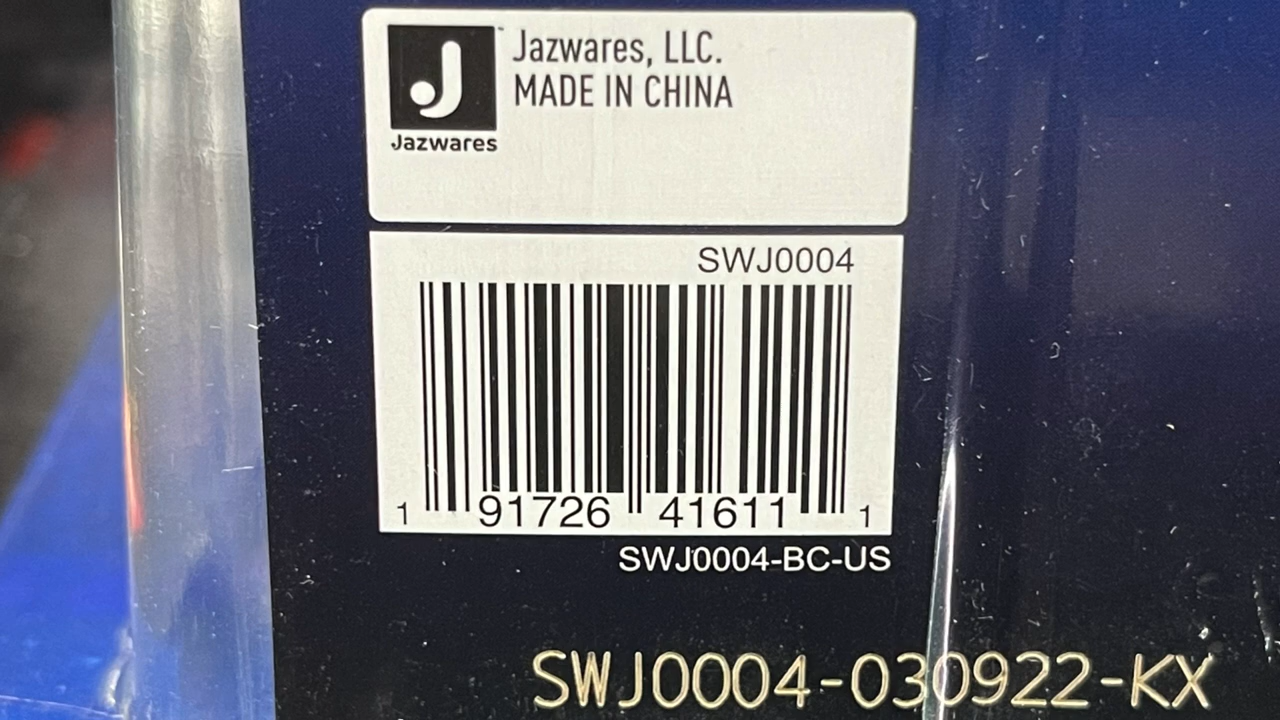 Jazwares, LLC.
MADE IN CHINA
J
Jazwares
SWJ0004
1 91726 41611 1
SWJ0004-BC-US
SWJ0004-030922-KX